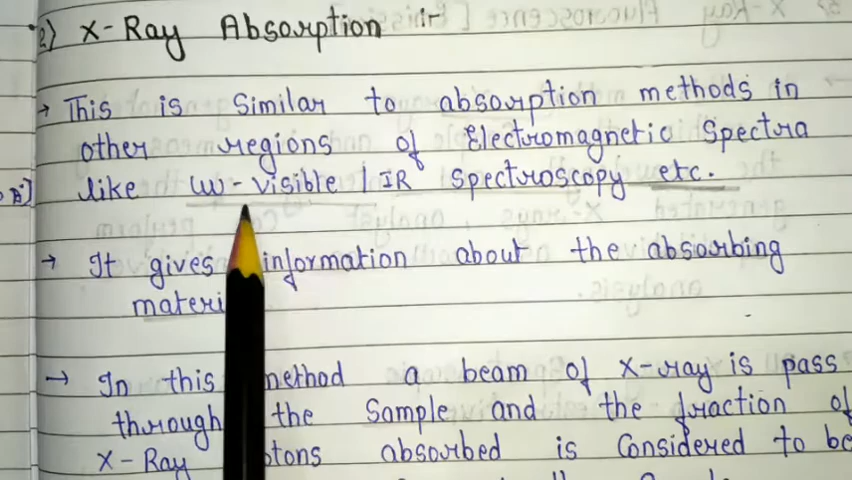 2) X-Ray Absorption :-
→ This is Similar to absorption methods in
other regions of Electromagnetic Spectra
like UV-visible | IR Spectroscopy etc.
→ It gives information about the absorbing
materi
→ In this method a beam of X-ray is pass
through the Sample and the fraction of
X-Ray otons absorbed is Considered to be